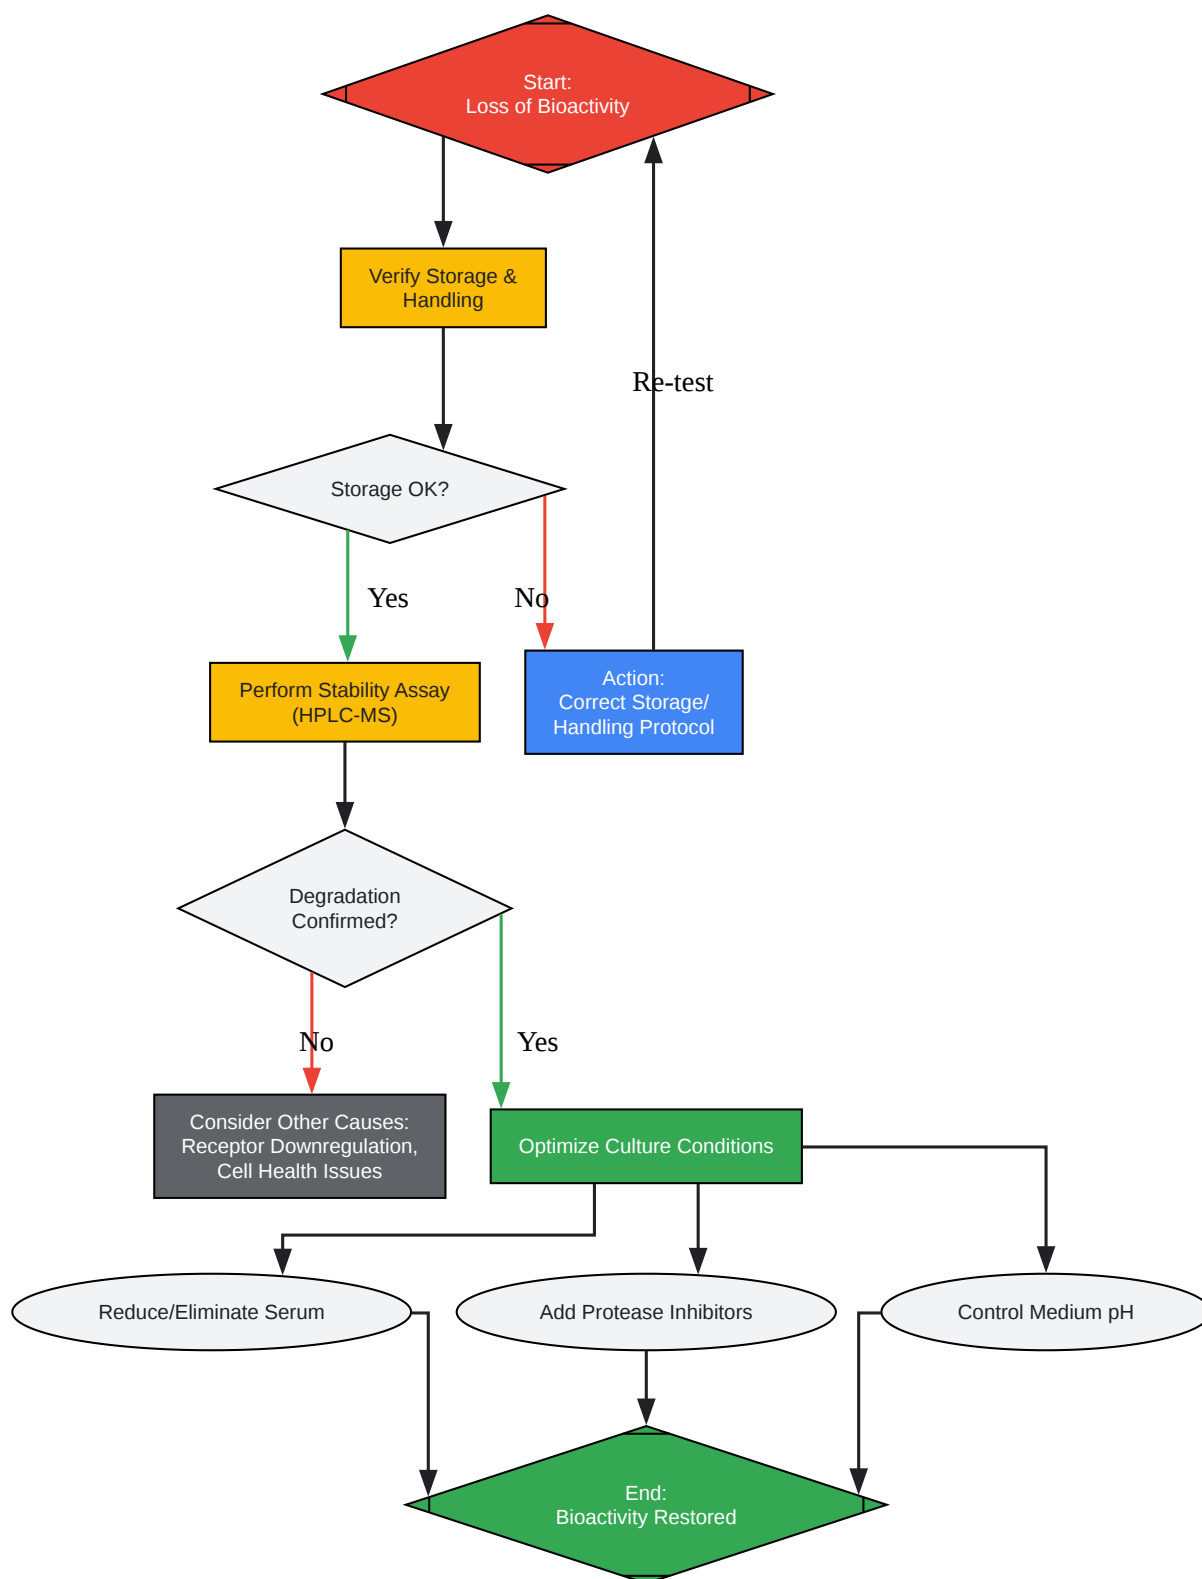 Start:
Loss of Bioactivity
Verify Storage &
Handling
Re-test
Storage OK?
Yes
No
Action:
Correct Storage/
Handling Protocol
Perform Stability Assay
(HPLC-MS)
Degradation
Confirmed?
No
Yes
Consider Other Causes:
Receptor Downregulation,
Cell Health Issues
Optimize Culture Conditions
Reduce/Eliminate Serum
Add Protease Inhibitors
Control Medium pH
End:
Bioactivity Restored